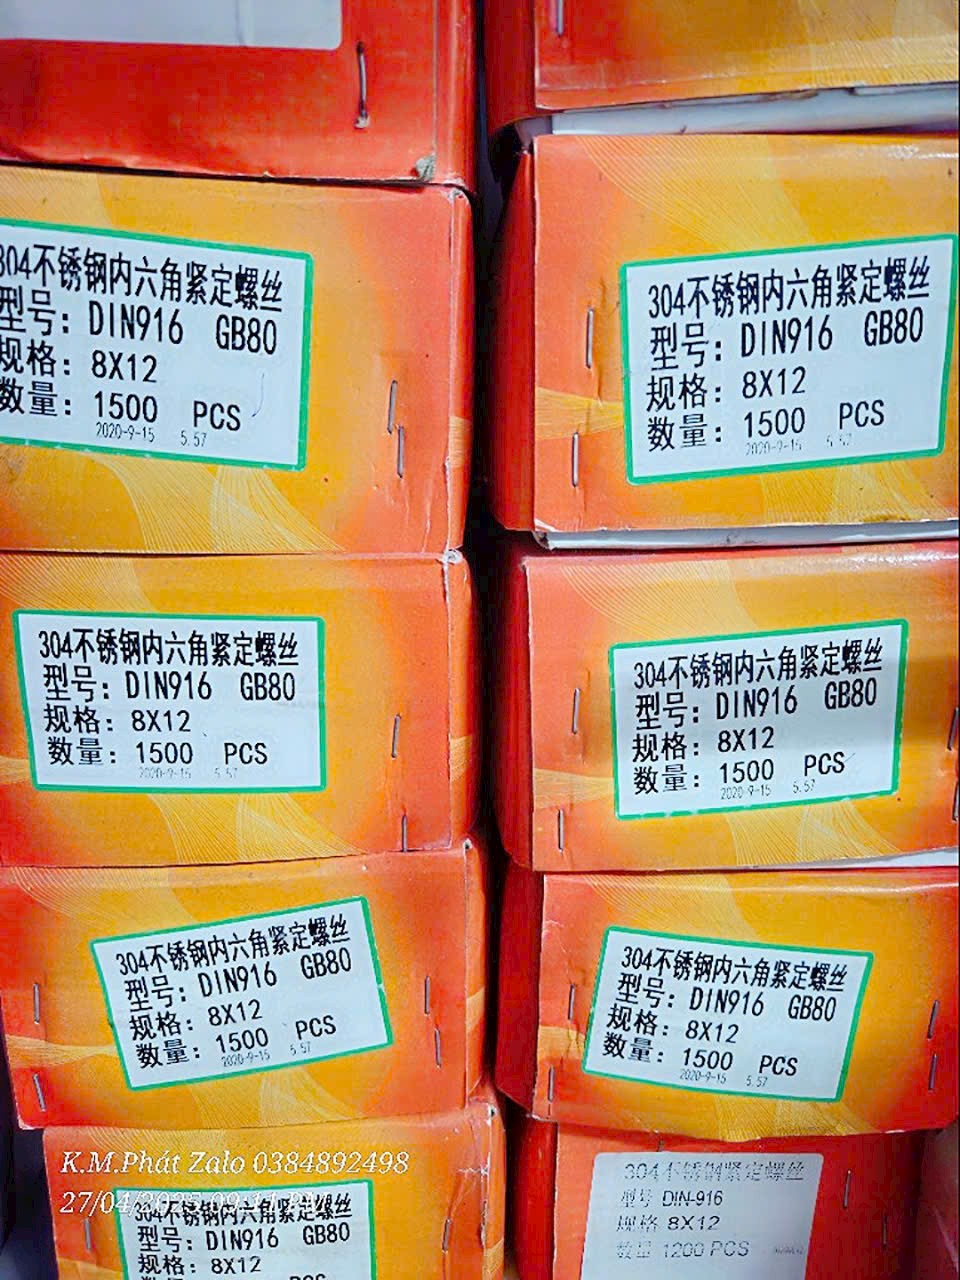 304不锈钢内六角紧定螺丝
型号: DIN916 GB80
规格: 8X12
数量: 1500 PCS
2020-9-15 5.57
304不锈钢内六角紧定螺丝
型号: DIN916 GB80
规格: 8X12
数量: 1500 PCS
2020-9-15 5.57
304不锈钢内六角紧定螺丝
型号: DIN916 GB80
规格: 8X12
数量: 1500 PCS
2020-9-15 5.57
304不锈钢内六角紧定螺丝
型号: DIN916 GB80
规格: 8X12
数量: 1500 PCS
2020-9-15 5.57
304不锈钢内六角紧定螺丝
型号: DIN916 GB80
规格: 8X12
数量: 1500 PCS
2020-9-15 5.57
304不锈钢内六角紧定螺丝
型号: DIN916 GB80
规格: 8X12
数量: 1500 PCS
2020-9-15 5.57
K.M.Phát Zalo 0384892498
27/04/2025
304不锈钢内六角紧定螺丝
型号: DIN916 GB80
规格: 8X12
304不锈钢紧定螺丝
型号 DIN-916
规格 8X12
数量 1200 PCS